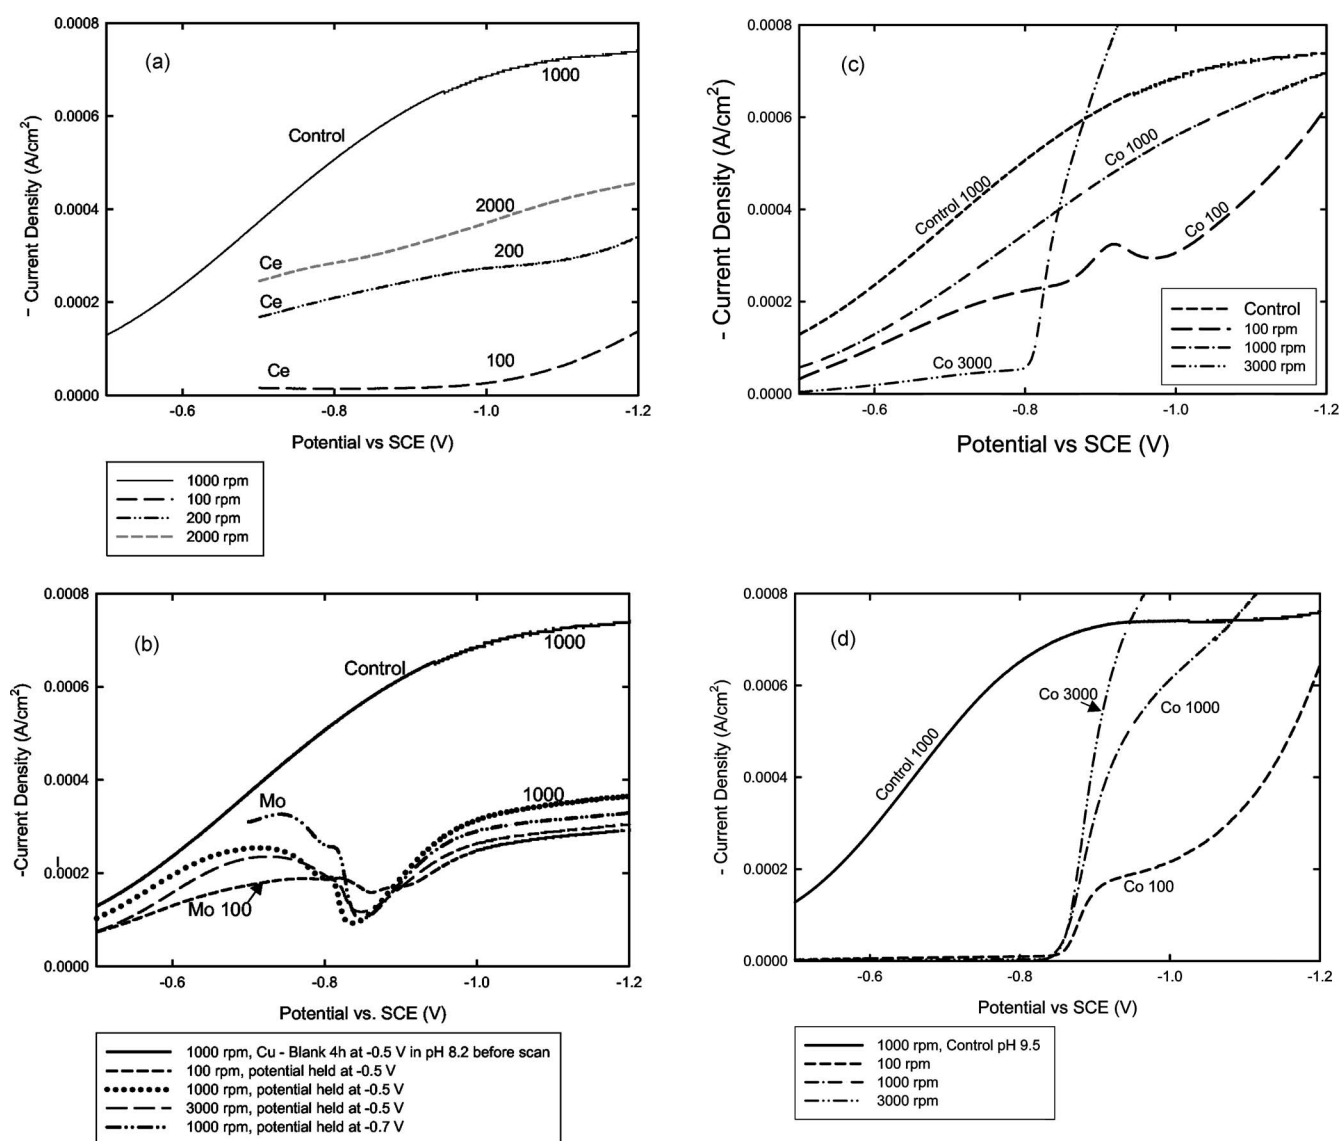 (a)
0.0008
0.0006
0.0004
0.0002
0.0000
− Current Density (A/cm²)
1000
Control
2000
Ce
200
Ce
100
Ce
-0.6
-0.8
-1.0
-1.2
Potential vs SCE (V)
1000 rpm
100 rpm
200 rpm
2000 rpm
(c)
0.0008
0.0006
0.0004
0.0002
0.0000
- Current Density (A/cm²)
Control 1000
Co 1000
Co 100
Co 3000
Control
100 rpm
1000 rpm
3000 rpm
-0.6
-0.8
-1.0
-1.2
Potential vs SCE (V)
(b)
0.0008
0.0006
0.0004
0.0002
0.0000
-Current Density (A/cm²)
Control
1000
Mo
1000
Mo 100
-0.6
-0.8
-1.0
-1.2
Potential vs. SCE (V)
1000 rpm, Cu - Blank 4h at -0.5 V in pH 8.2 before scan
100 rpm, potential held at -0.5 V
1000 rpm, potential held at -0.5 V
3000 rpm, potential held at -0.5 V
1000 rpm, potential held at -0.7 V
(d)
0.0008
0.0006
0.0004
0.0002
0.0000
- Current Density (A/cm²)
Control 1000
Co 3000
Co 1000
Co 100
-0.6
-0.8
-1.0
-1.2
Potential vs SCE (V)
1000 rpm, Control pH 9.5
100 rpm
1000 rpm
3000 rpm